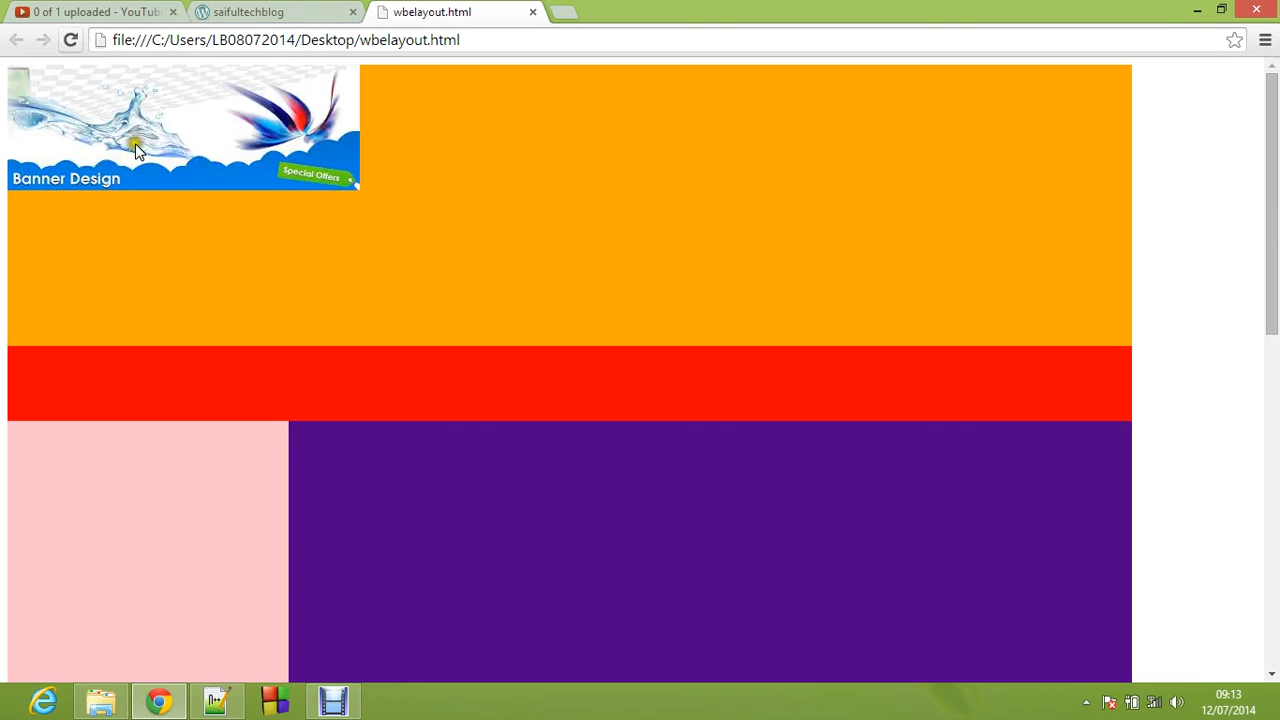 0 of 1 uploaded - YouTub
saifultechblog
wbelayout.html
file:///C:/Users/LB08072014/Desktop/wbelayout.html
Banner Design
Special Offers
09:13
12/07/2014